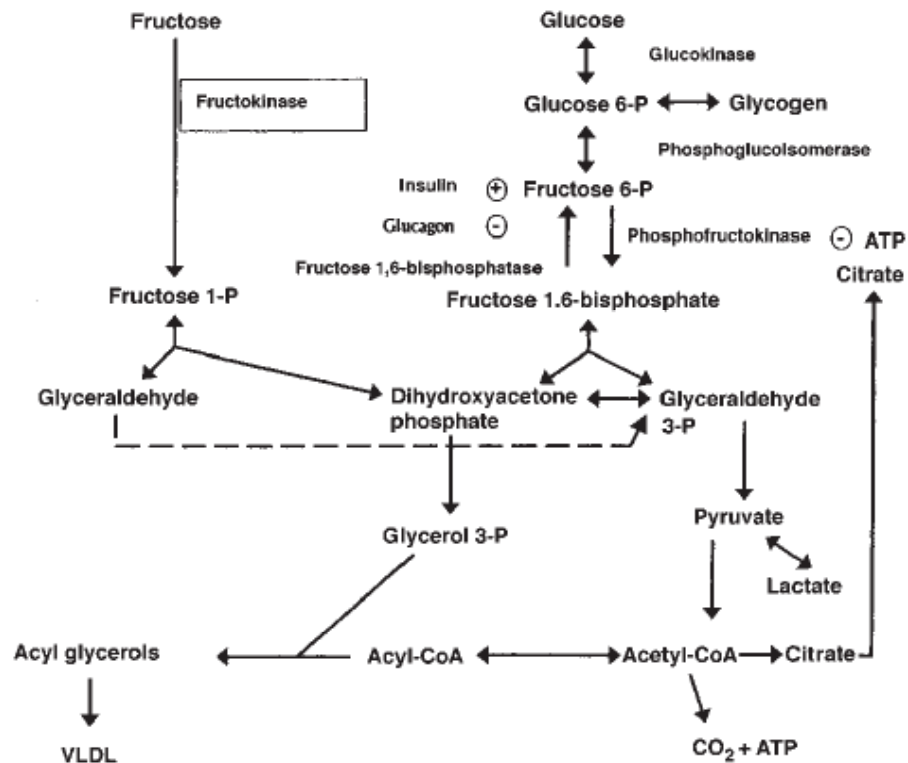 Fructose
Glucose
Glucokinase
Fructokinase
Glucose 6-P
Glycogen
Phosphoglucolsomerase
Insulin
+
Fructose 6-P
Glucagon
-
Phosphofructokinase
-
ATP
Fructose 1,6-bisphosphatase
Citrate
Fructose 1-P
Fructose 1.6-bisphosphate
Glyceraldehyde
Dihydroxyacetone
phosphate
Glyceraldehyde
3-P
Pyruvate
Glycerol 3-P
Lactate
Acyl glycerols
Acyl-CoA
Acetyl-CoA
Citrate
VLDL
CO₂ + ATP